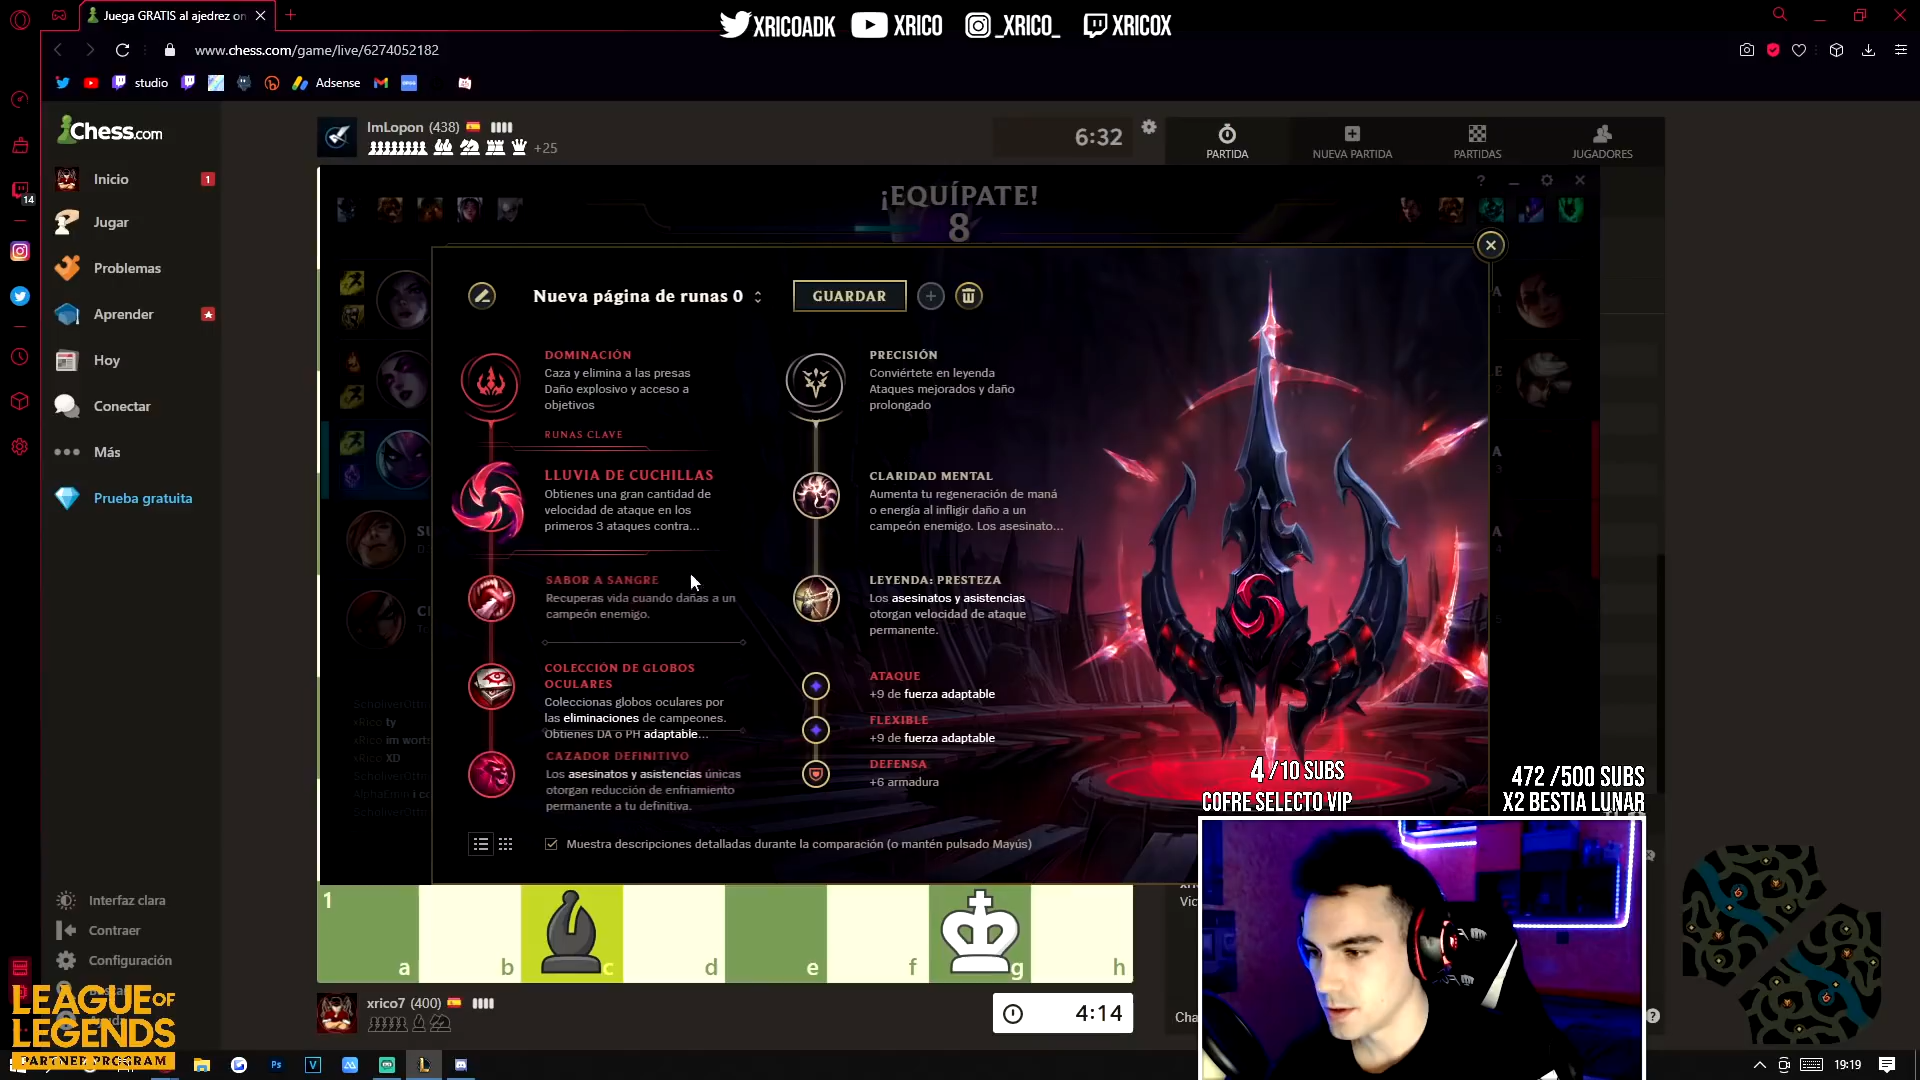 Juega GRATIS al ajedrez on
XRICOADK
XRICO
_XRICO_
XRICOX
www.chess.com/game/live/6274052182
studio
Adsense
14
Chess.com
Inicio
1
Jugar
Problemas
Aprender
Hoy
Conectar
Más
Prueba gratuita
Interfaz clara
Contraer
Configuración
ImLopon (438)
+25
6:32
PARTIDA
NUEVA PARTIDA
PARTIDAS
JUGADORES
¡EQUÍPATE!
8
Nueva página de runas 0
GUARDAR
DOMINACIÓN
Caza y elimina a las presas
Daño explosivo y acceso a
objetivos
RUNAS CLAVE
LLUVIA DE CUCHILLAS
Obtienes una gran cantidad de
velocidad de ataque en los
primeros 3 ataques contra...
SABOR A SANGRE
Recuperas vida cuando dañas a un
campeón enemigo.
COLECCIÓN DE GLOBOS
OCULARES
Coleccionas globos oculares por
las eliminaciones de campeones.
Obtienes DA o PH adaptable...
CAZADOR DEFINITIVO
Los asesinatos y asistencias únicas
otorgan reducción de enfriamiento
permanente a tu definitiva.
PRECISIÓN
Conviértete en leyenda
Ataques mejorados y daño
prolongado
CLARIDAD MENTAL
Aumenta tu regeneración de maná
o energía al infligir daño a un
campeón enemigo. Los asesinato...
LEYENDA: PRESTEZA
Los asesinatos y asistencias
otorgan velocidad de ataque
permanente.
ATAQUE
+9 de fuerza adaptable
FLEXIBLE
+9 de fuerza adaptable
DEFENSA
+6 armadura
Muestra descripciones detalladas durante la comparación (o mantén pulsado Mayús)
xRico ty
xRico XD
4 /10 SUBS
COFRE SELECTO VIP
472 /500 SUBS
X2 BESTIA LUNAR
1
a
b
c
d
e
f
g
h
xrico7 (400)
4:14
Cha
LEAGUE OF
LEGENDS
PARTNER PROGRAM
Ps
V
19:19